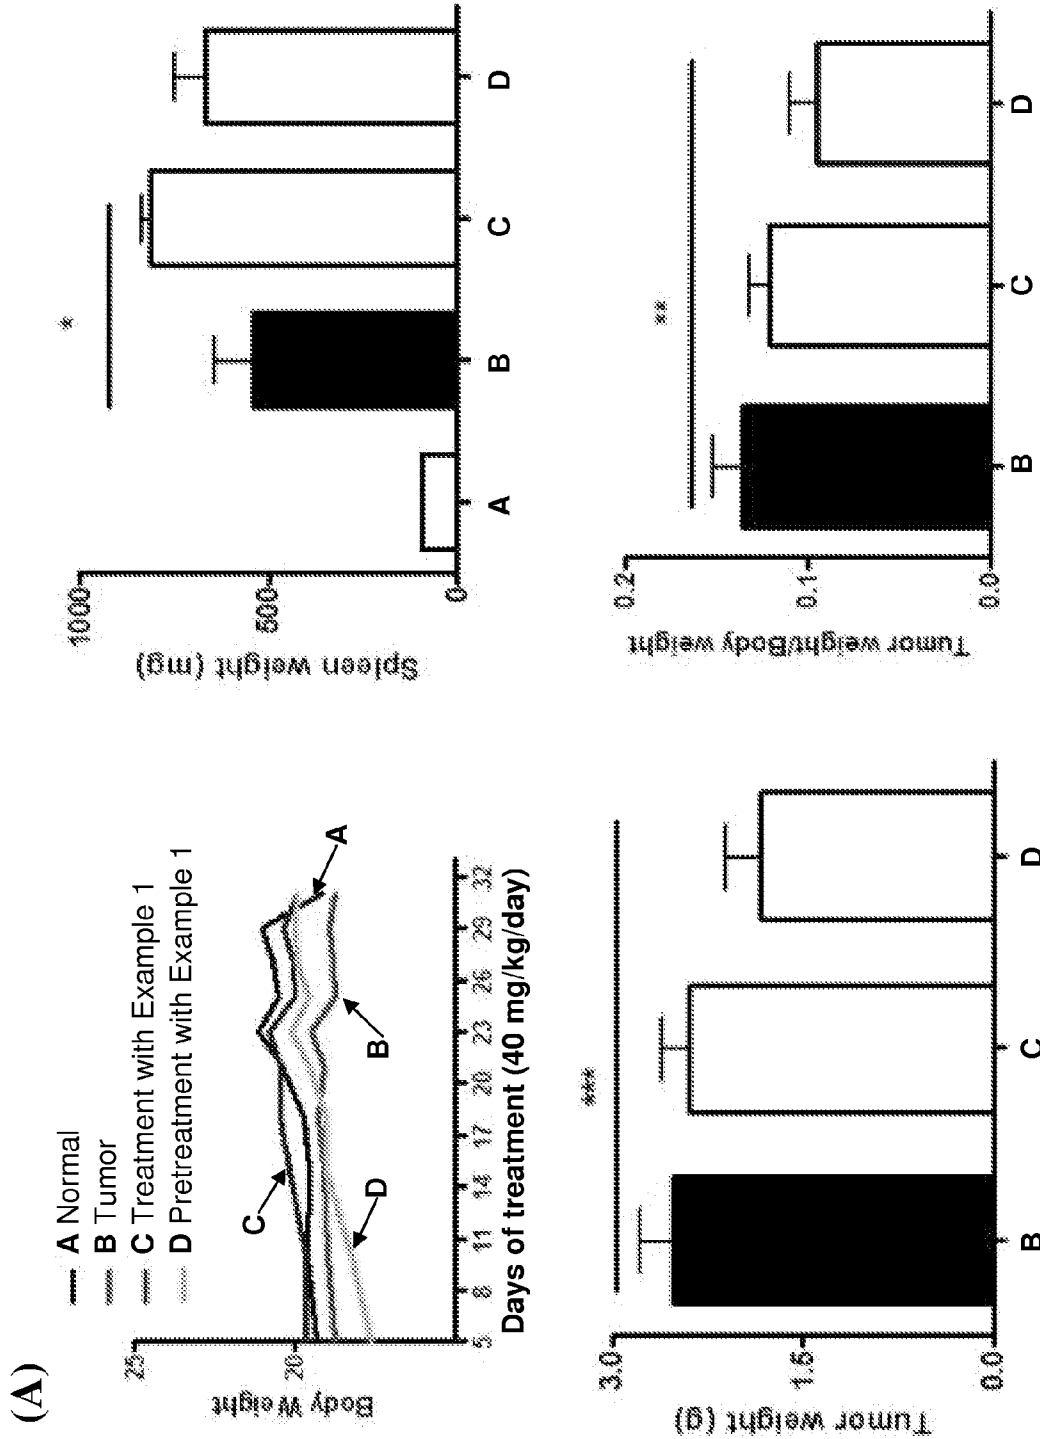 (A)
A Normal
B Tumor
C Treatment with Example 1
D Pretreatment with Example 1
Body Weight
25
20
C
D
B
A
5 8 11 14 17 20 23 26 29 32
Days of treatment (40 mg/kg/day)
Spleen weight (mg)
1000
500
0
*
A B C D
Tumor weight (g)
3.0
1.5
0.0
***
B C D
Tumor weight/Body weight
0.2
0.1
0.0
**
B C D